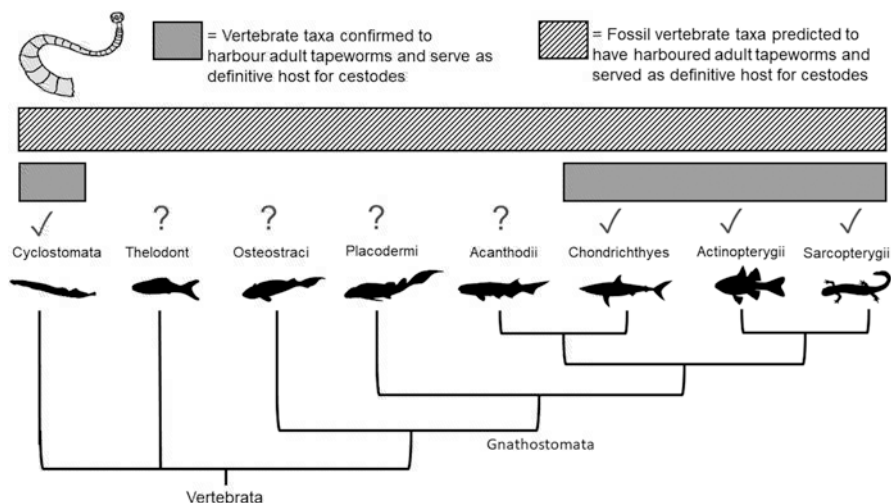 = Vertebrate taxa confirmed to
harbour adult tapeworms and serve as
definitive host for cestodes
= Fossil vertebrate taxa predicted to
have harboured adult tapeworms and
served as definitive host for cestodes
? ? ? ?
Cyclostomata Thelodont Osteostraci Placodermi Acanthodii Chondrichthyes Actinopterygii Sarcopterygii
Gnathostomata
Vertebrata